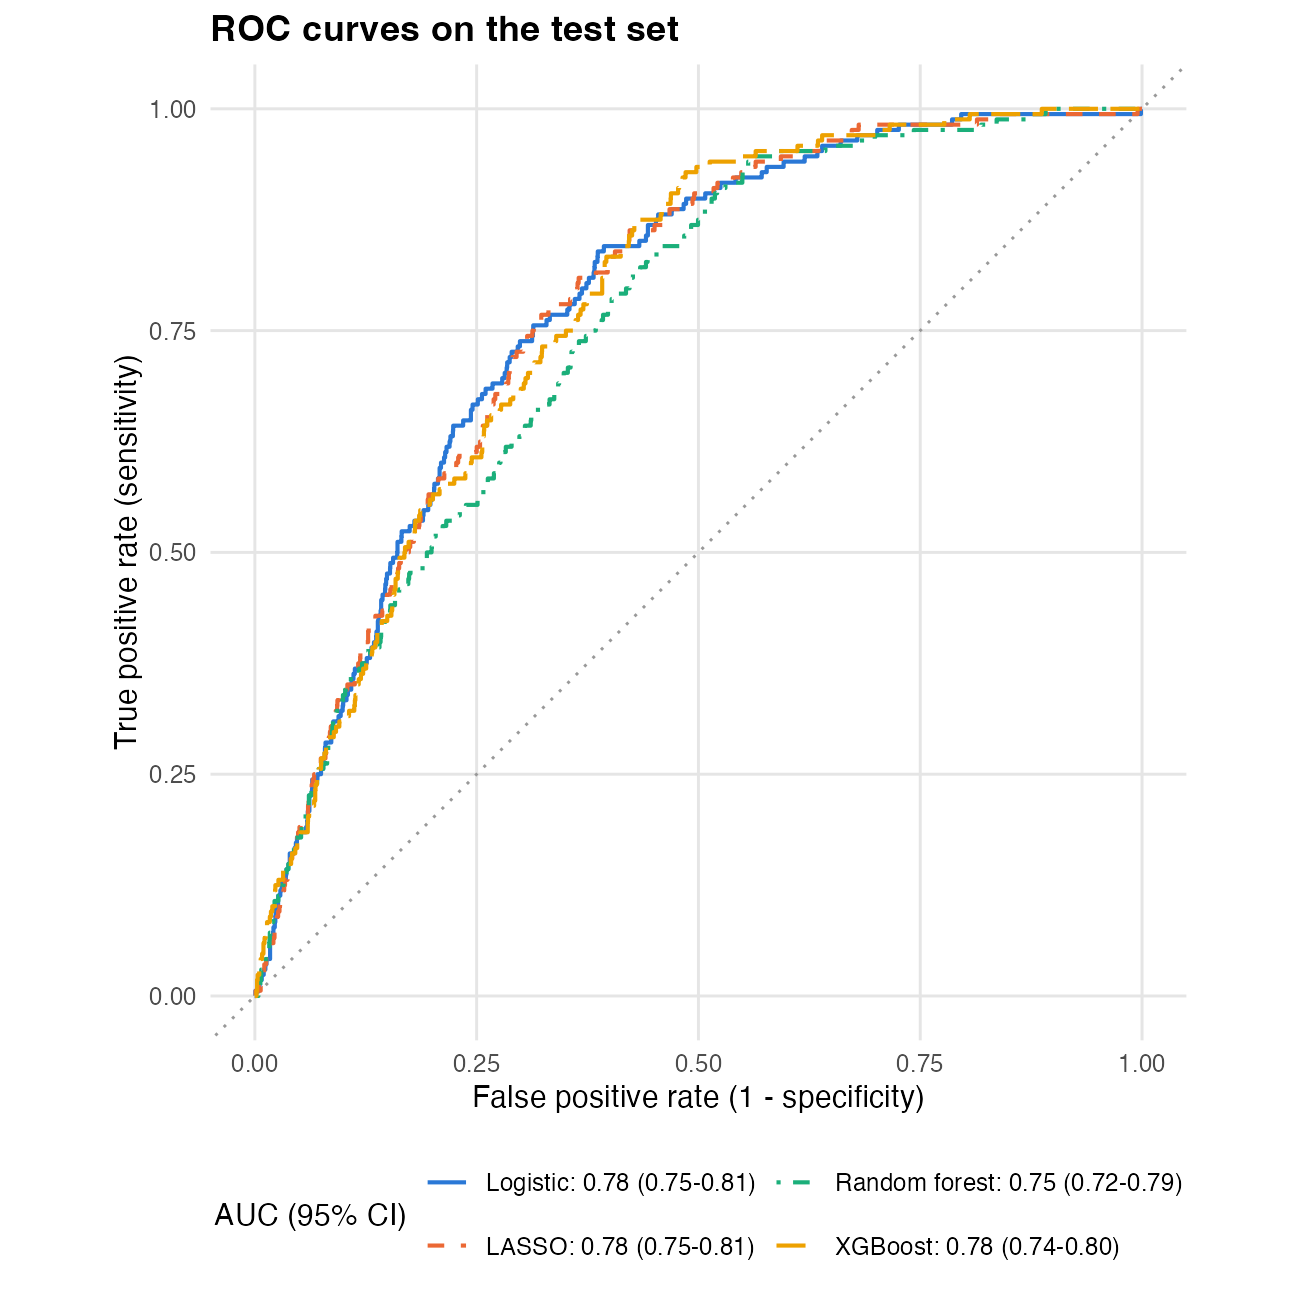 ROC curves on the test set
True positive rate (sensitivity)
1.00
0.75
0.50
0.25
0.00
0.00 0.25 0.50 0.75 1.00
False positive rate (1 - specificity)
AUC (95% CI)
Logistic: 0.78 (0.75-0.81)
LASSO: 0.78 (0.75-0.81)
Random forest: 0.75 (0.72-0.79)
XGBoost: 0.78 (0.74-0.80)